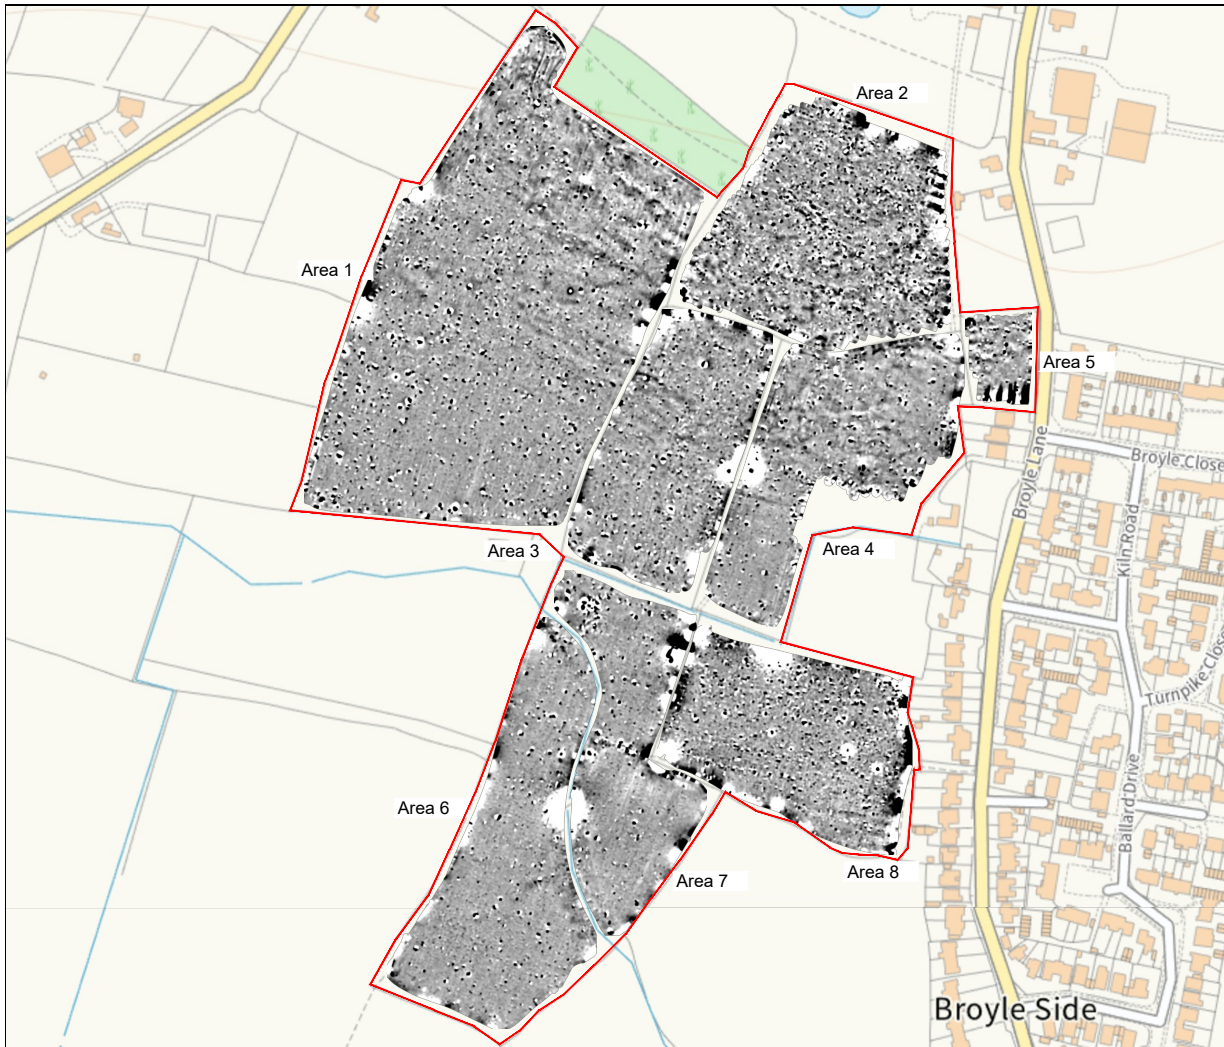 Area 2
Area 1
Area 5
Broyle Lane
Broyle Close
Kiln Road
Area 3
Area 4
Turnpike Clos
Area 6
Ballard Drive
Area 7
Area 8
Broyle Side